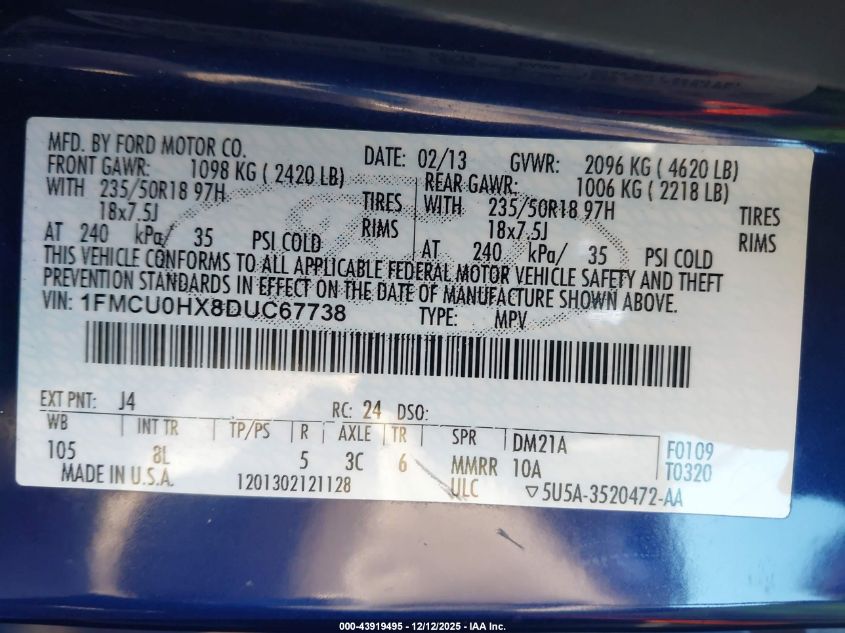 MFD. BY FORD MOTOR CO.
DATE: 02/13 GVWR: 2096 KG ( 4620 LB)
FRONT GAWR: 1098 KG ( 2420 LB) REAR GAWR: 1006 KG ( 2218 LB)
WITH 235/50R18 97H TIRES WITH 235/50R18 97H TIRES
18x7.5J RIMS 18x7.5J RIMS
AT 240 kPa/ 35 PSI COLD AT 240 kPa/ 35 PSI COLD
THIS VEHICLE CONFORMS TO ALL APPLICABLE FEDERAL MOTOR VEHICLE SAFETY AND THEFT
PREVENTION STANDARDS IN EFFECT ON THE DATE OF MANUFACTURE SHOWN ABOVE.
VIN: 1FMCU0HX8DUC67738 TYPE: MPV
EXT PNT: J4 RC: 24 DSO:
WB INT TR TP/PS R AXLE TR SPR DM21A F0109
105 8L 5 3C 6 MMRR 10A T0320
MADE IN U.S.A. 1201302121128 ULC ▽5U5A-3520472-AA
000-43919495 - 12/12/2025 - IAA Inc.